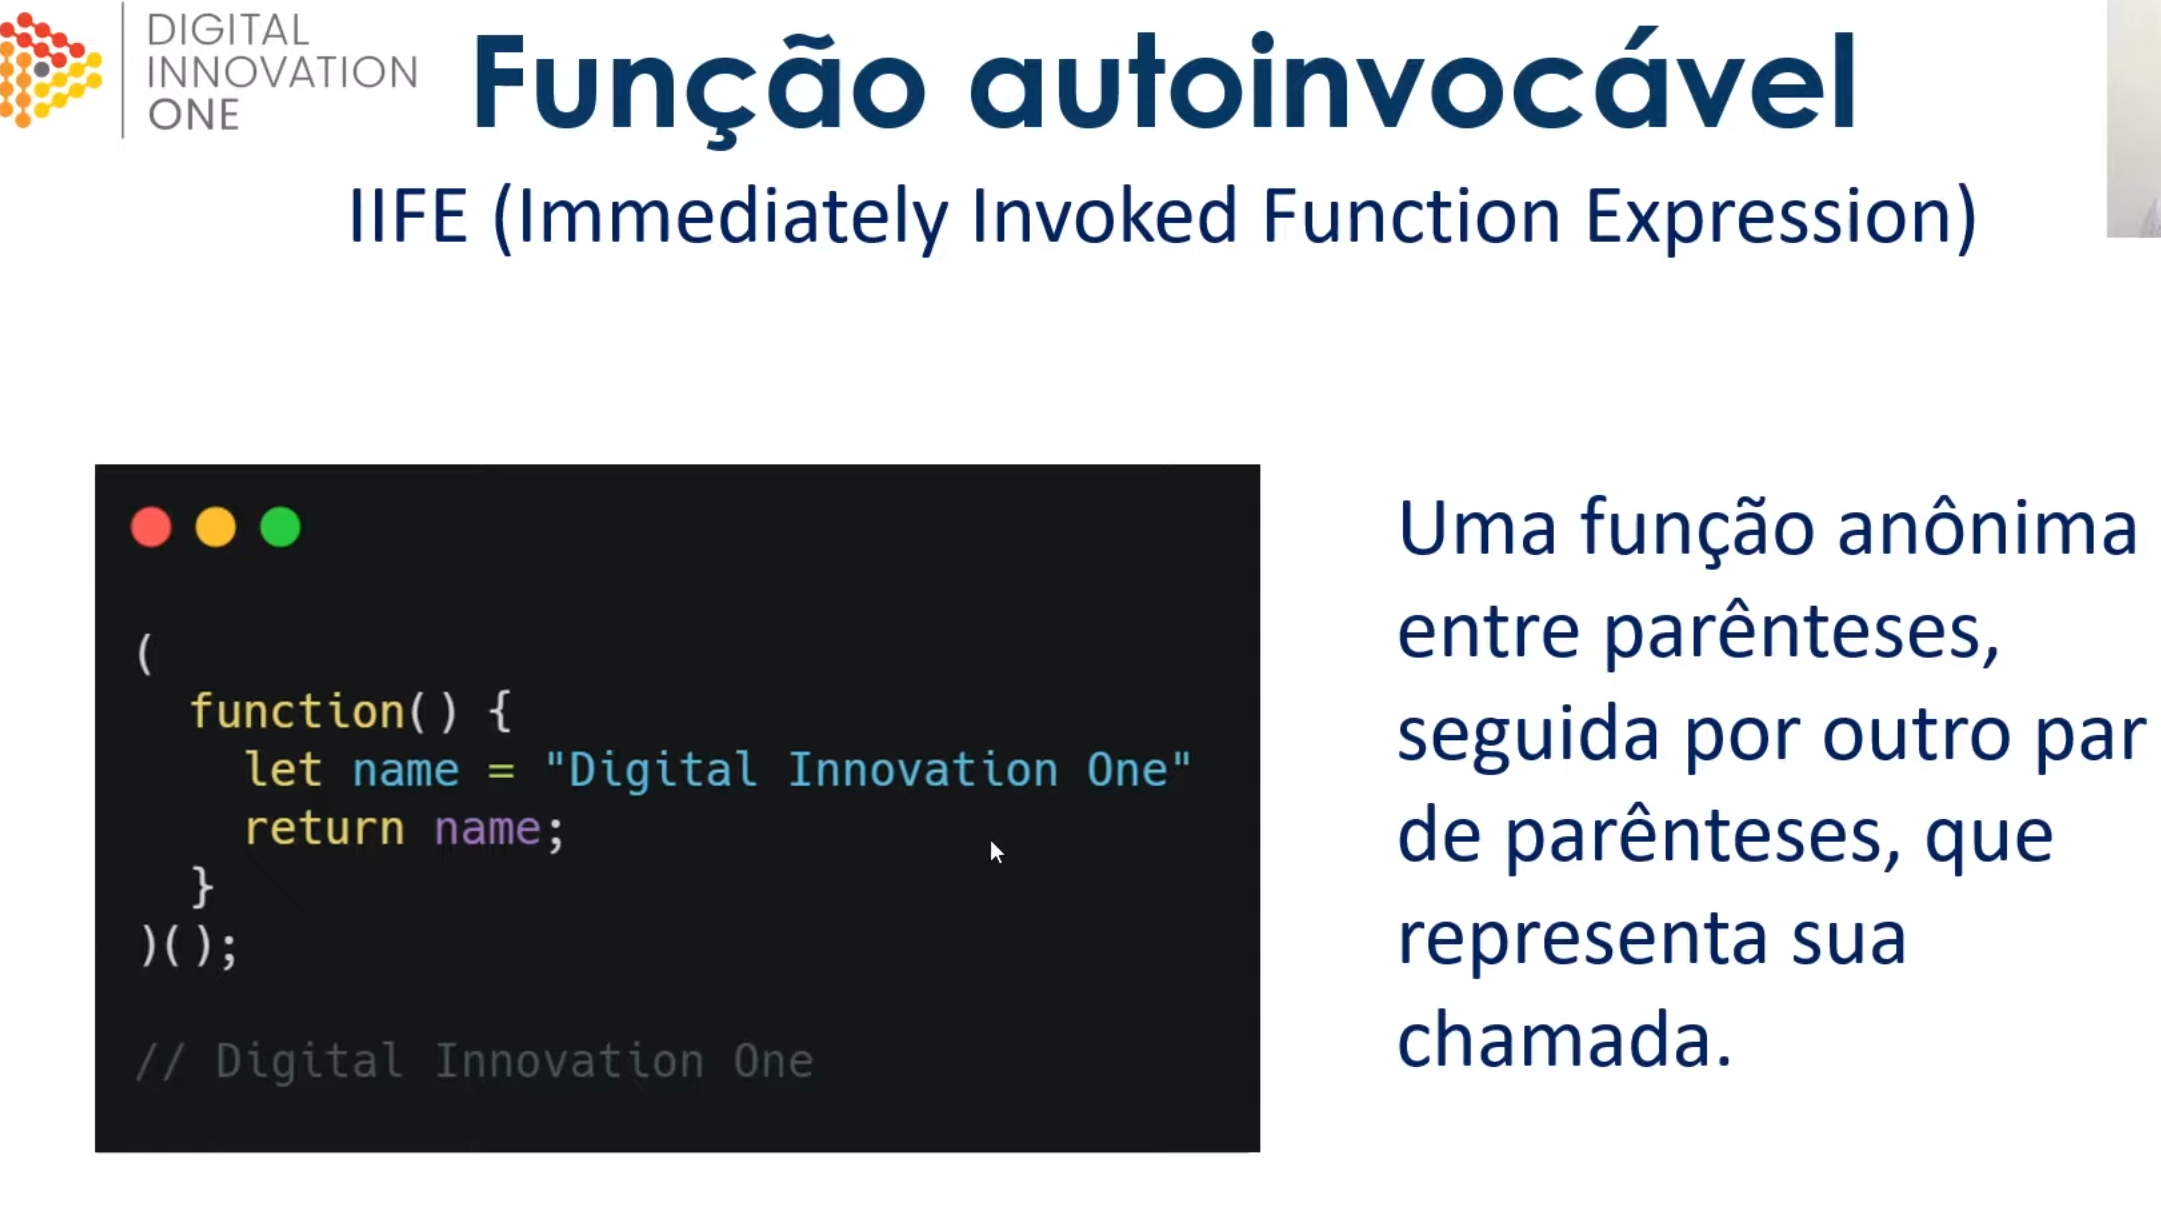 DIGITAL
INNOVATION
ONE
Função autoinvocável
IIFE (Immediately Invoked Function Expression)
(
function() {
let name = "Digital Innovation One"
return name;
}
)();
// Digital Innovation One
Uma função anônima
entre parênteses,
seguida por outro par
de parênteses, que
representa sua
chamada.